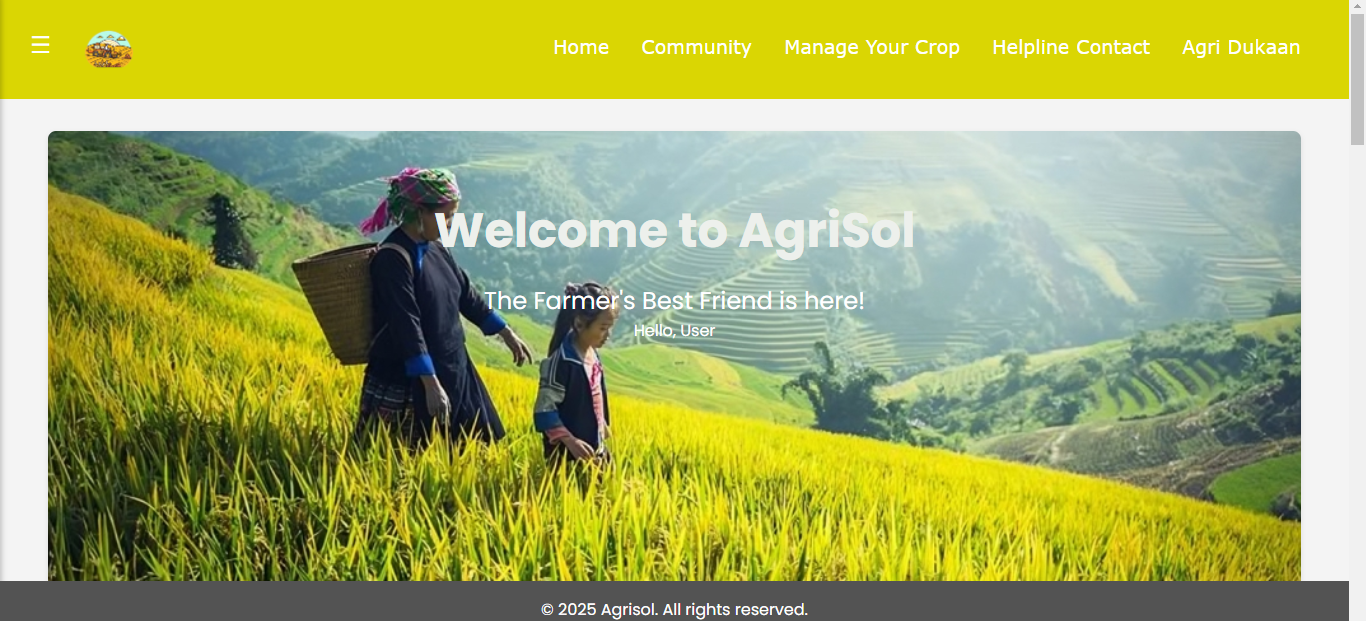 ☰
Home Community Manage Your Crop Helpline Contact Agri Dukaan
Welcome to AgriSol
The Farmer's Best Friend is here!
Hello, User
© 2025 Agrisol. All rights reserved.